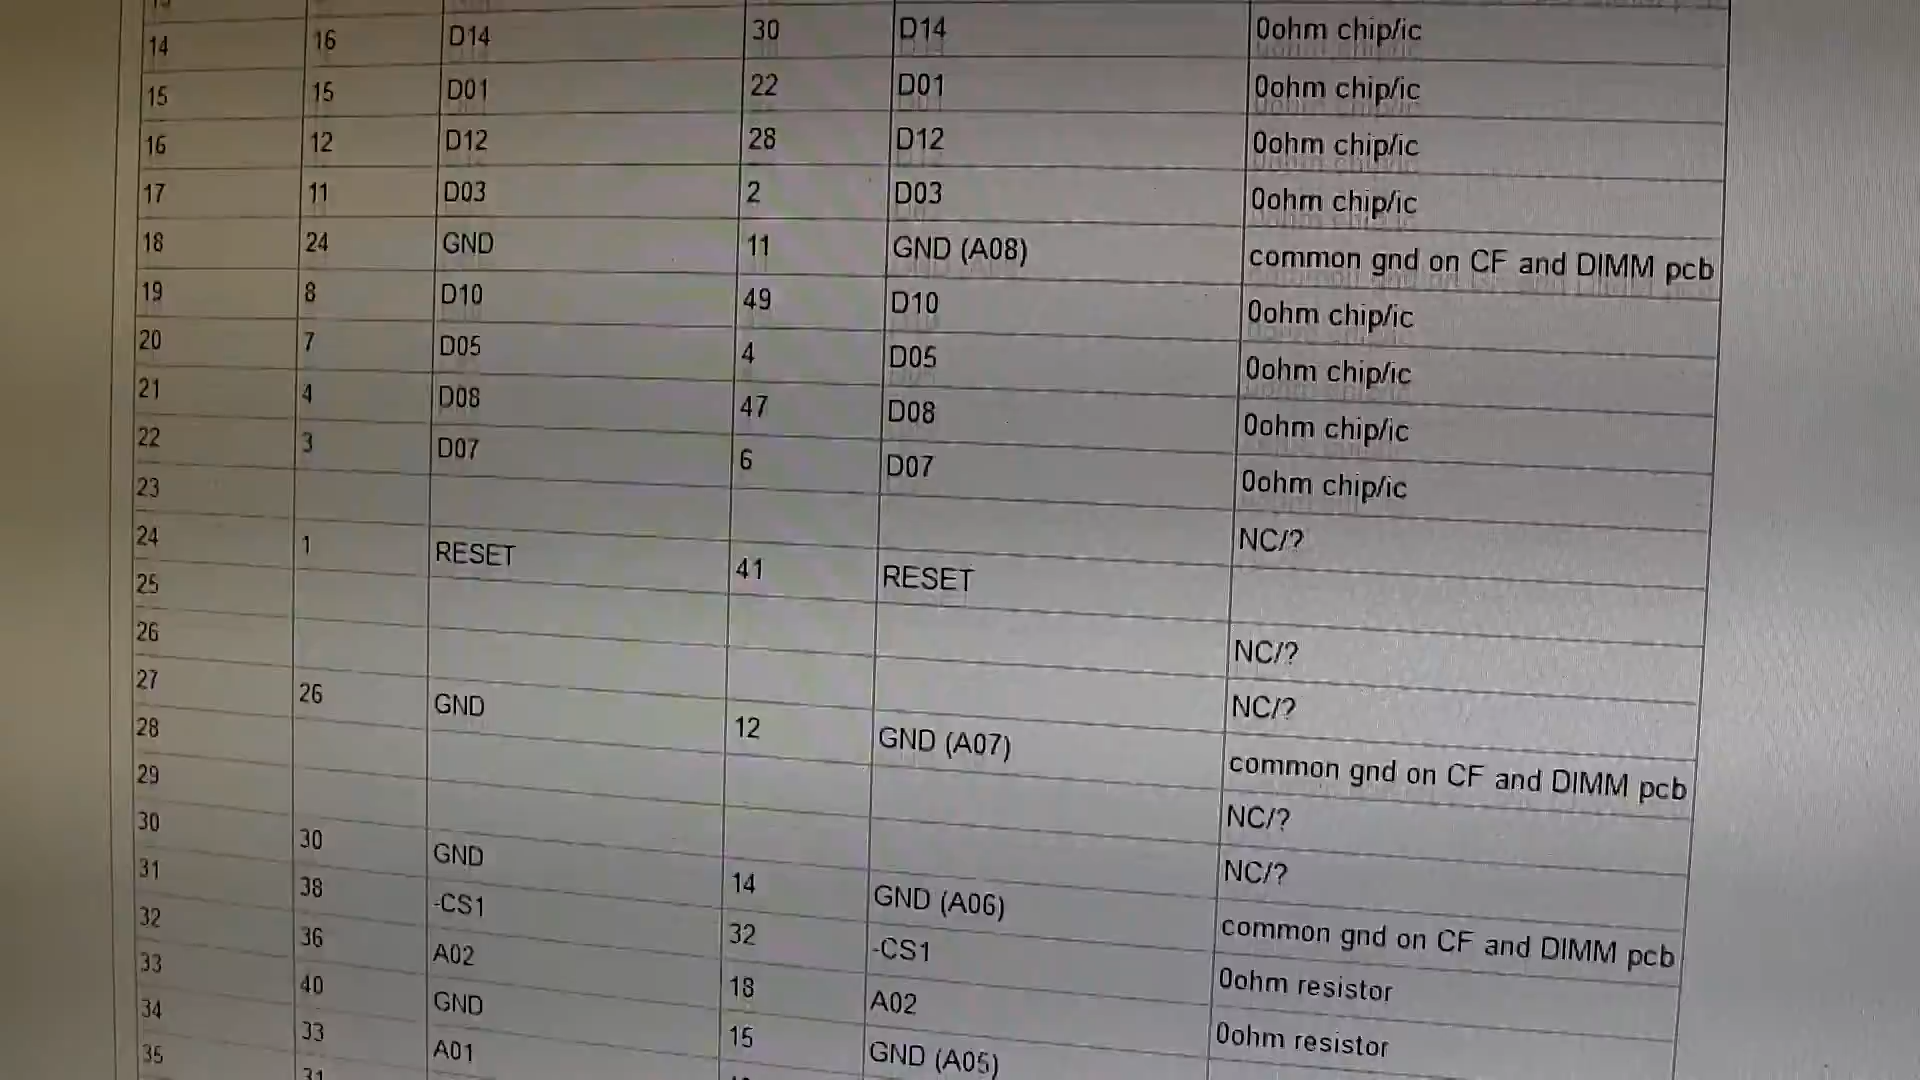 14 16 D14 30 D14 0ohm chip/ic
15 15 D01 22 D01 0ohm chip/ic
16 12 D12 28 D12 0ohm chip/ic
17 11 D03 2 D03 0ohm chip/ic
18 24 GND 11 GND (A08) common gnd on CF and DIMM pcb
19 8 D10 49 D10 0ohm chip/ic
20 7 D05 4 D05 0ohm chip/ic
21 4 D08 47 D08 0ohm chip/ic
22 3 D07 6 D07 0ohm chip/ic
23 NC/?
24 1 RESET 41 RESET
25 NC/?
26 NC/?
27 26 GND 12 GND (A07) common gnd on CF and DIMM pcb
28 NC/?
29 NC/?
30 30 GND 14 GND (A06) common gnd on CF and DIMM pcb
31 38 -CS1 32 -CS1 0ohm resistor
32 36 A02 18 A02 0ohm resistor
33 40 GND 15 GND (A05)
34 33 A01
35 31